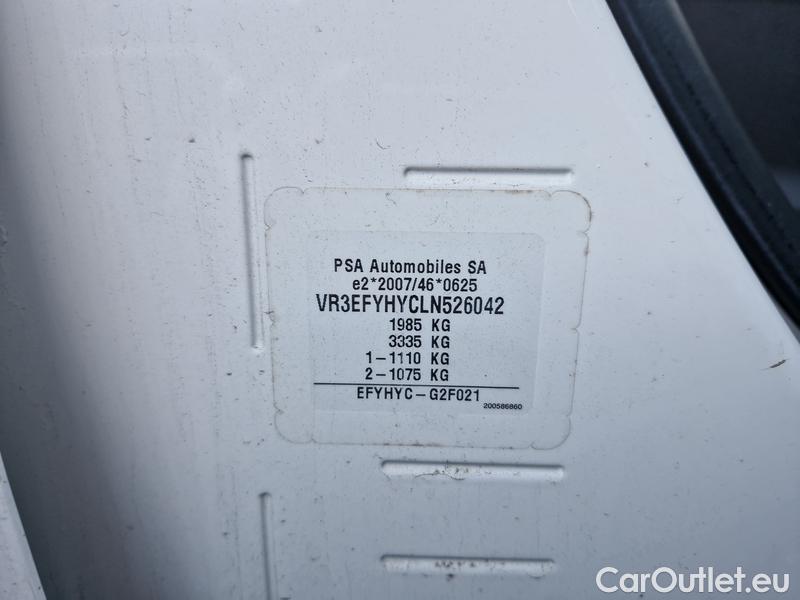 PSA Automobiles SA
e2*2007/46*0625
VR3EFYHYCLN526042
1985 KG
3335 KG
1-1110 KG
2-1075 KG
EFYHYC-G2F021
200586860
CarOutlet.eu